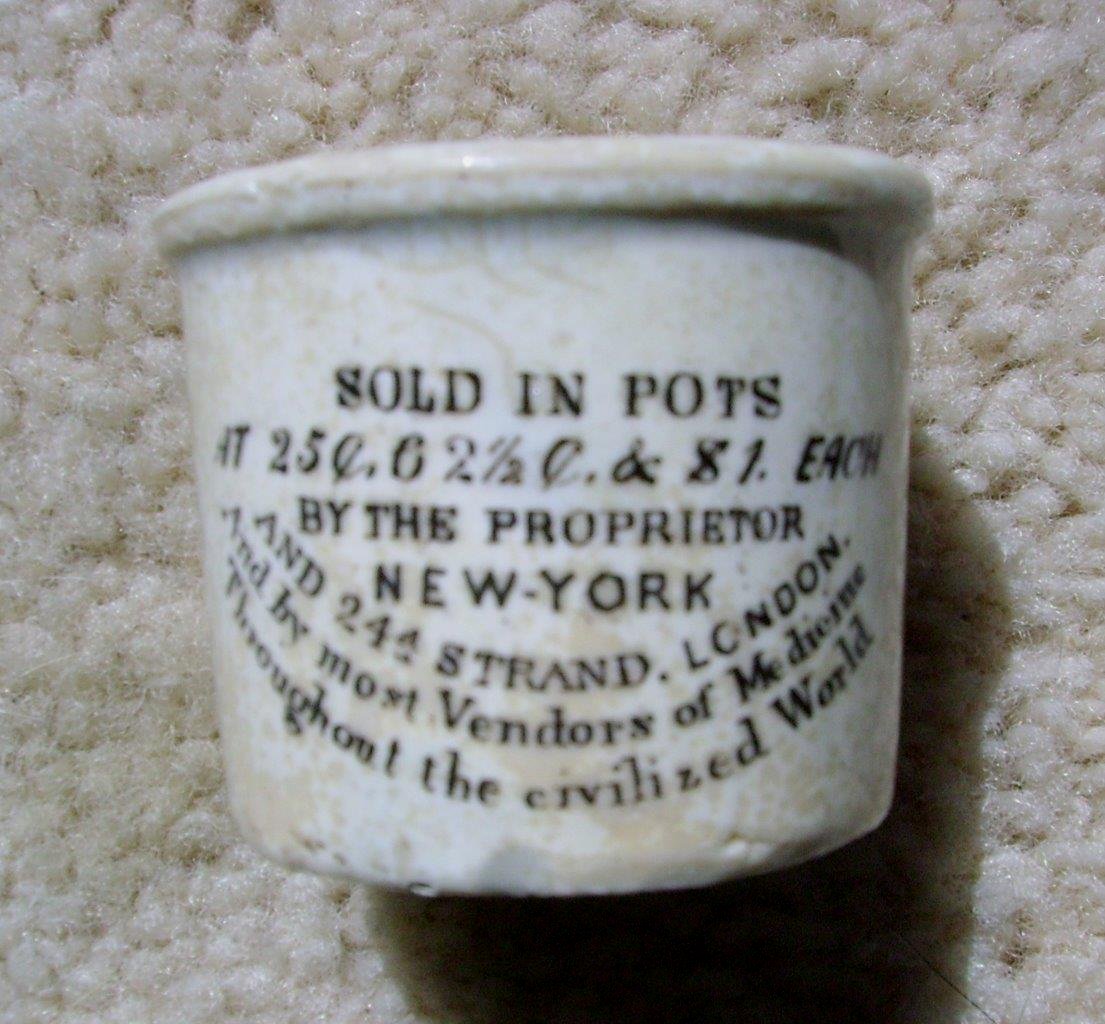 SOLD IN POTS
AT 25₵. 62½₵. & $1. EACH
BY THE PROPRIETOR
NEW-YORK
AND 244 STRAND. LONDON.
And by most Vendors of Medicine
Throughout the civilized World